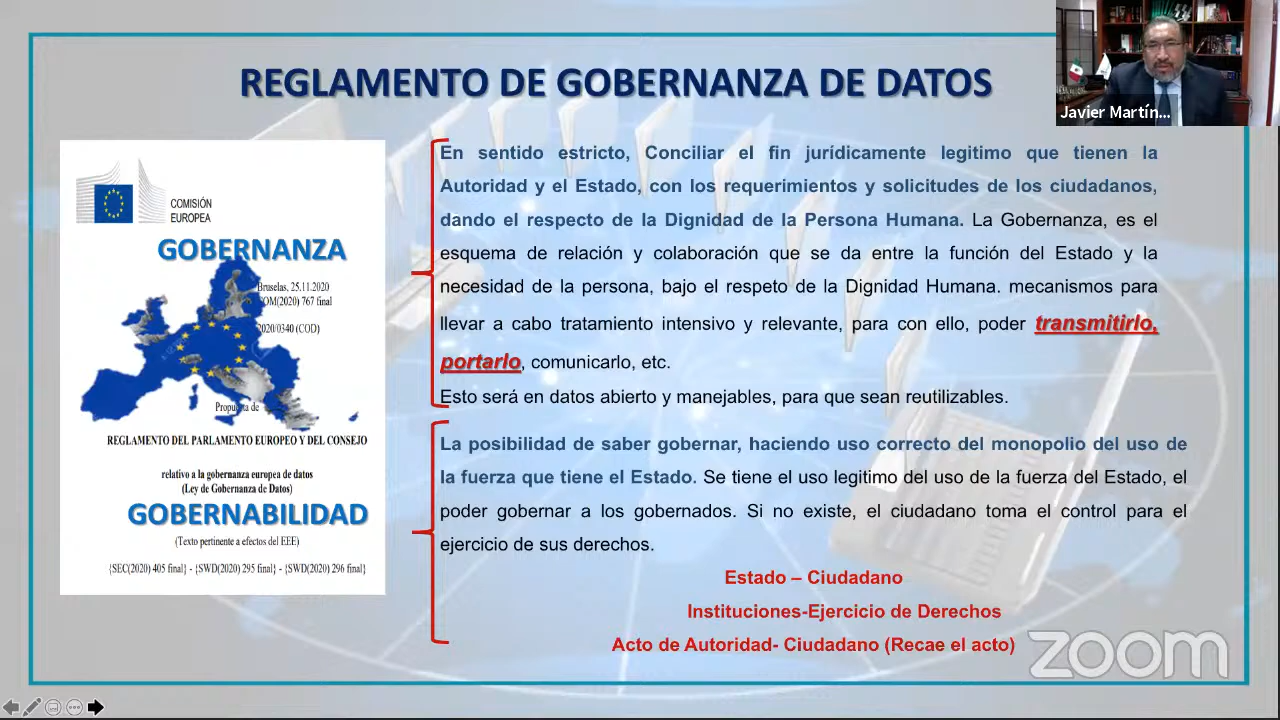 REGLAMENTO DE GOBERNANZA DE DATOS
Javier Martín...
COMISIÓN
EUROPEA
GOBERNANZA
Bruselas, 25.11.2020
COM(2020) 767 final
2020/0340 (COD)
Propuesta de
REGLAMENTO DEL PARLAMENTO EUROPEO Y DEL CONSEJO
relativo a la gobernanza europea de datos
(Ley de Gobernanza de Datos)
GOBERNABILIDAD
(Texto pertinente a efectos del EEE)
{SEC(2020) 405 final} - {SWD(2020) 295 final} - {SWD(2020) 296 final}
En sentido estricto, Conciliar el fin jurídicamente legitimo que tienen la
Autoridad y el Estado, con los requerimientos y solicitudes de los ciudadanos,
dando el respecto de la Dignidad de la Persona Humana. La Gobernanza, es el
esquema de relación y colaboración que se da entre la función del Estado y la
necesidad de la persona, bajo el respeto de la Dignidad Humana. mecanismos para
llevar a cabo tratamiento intensivo y relevante, para con ello, poder transmitirlo,
portarlo, comunicarlo, etc.
Esto será en datos abierto y manejables, para que sean reutilizables.
La posibilidad de saber gobernar, haciendo uso correcto del monopolio del uso de
la fuerza que tiene el Estado. Se tiene el uso legitimo del uso de la fuerza del Estado, el
poder gobernar a los gobernados. Si no existe, el ciudadano toma el control para el
ejercicio de sus derechos.
Estado – Ciudadano
Instituciones-Ejercicio de Derechos
Acto de Autoridad- Ciudadano (Recae el acto)
zoom